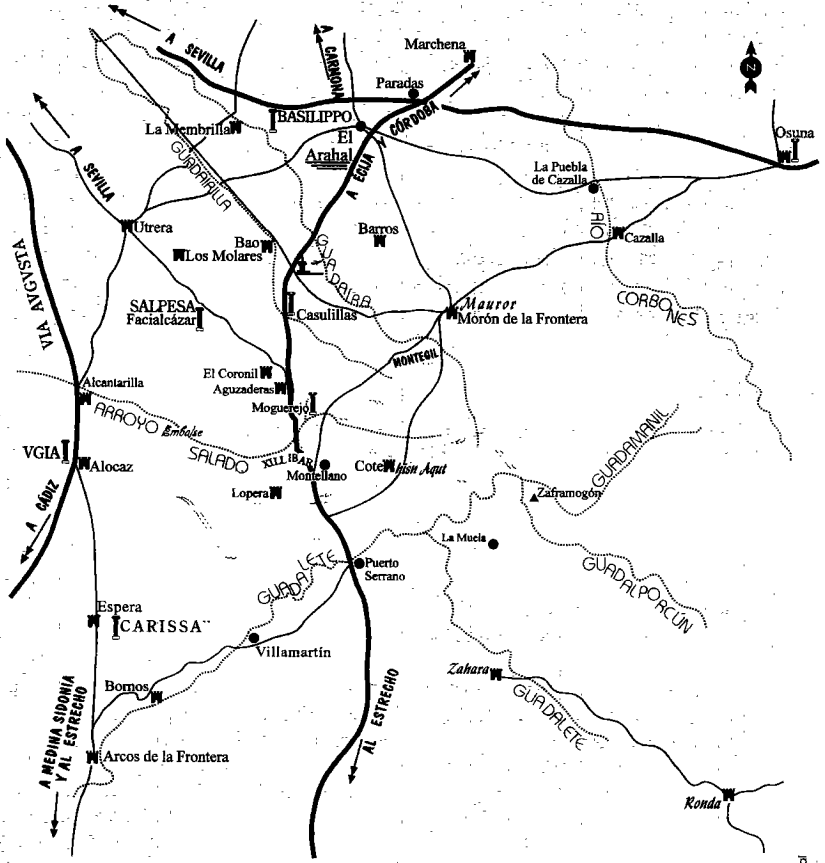 A SEVILLA
A CARMONA
Marchena
N
Paradas
La Membrilla
BASILIPPO
El
Arahal
A ECIJA Y CÓRDOBA
Osuna
La Puebla
de Cazalla
A SEVILLA
GUADAIRILLA
Utrera
Bao
Los Molares
Barros
GUADAIRA
RÍO
Cazalla
VIA AVGVSTA
SALPESA
Facialcázar
Casulillas
Mauror
Morón de la Frontera
CORBONES
MONTEGIL
El Coronil
Aguzaderas
Alcantarilla
Moguerejo
ARROYO
Embalse
SALADO
VGIA
Alocaz
XILLIBAR
Montellano
Cote
Hisn Aqut
GUADAMANIL
Lopera
Zaframogón
A CÁDIZ
La Muela
GUADALETE
Puerto
Serrano
GUADALPORCÚN
Espera
CARISSA
Villamartín
Zahara
GUADALETE
Bornos
A MEDINA SIDONIA
Y AL ESTRECHO
AL ESTRECHO
Arcos de la Frontera
Ronda